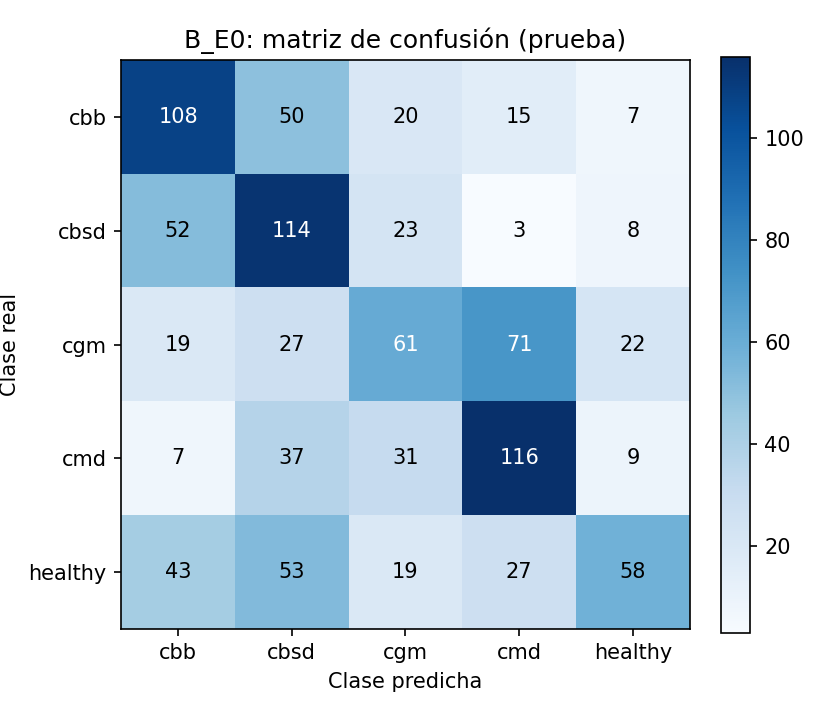 B_E0: matriz de confusión (prueba)
cbb 108 50 20 15 7
cbsd 52 114 23 3 8
cgm 19 27 61 71 22
cmd 7 37 31 116 9
healthy 43 53 19 27 58
cbb cbsd cgm cmd healthy
Clase predicha
Clase real
100
80
60
40
20